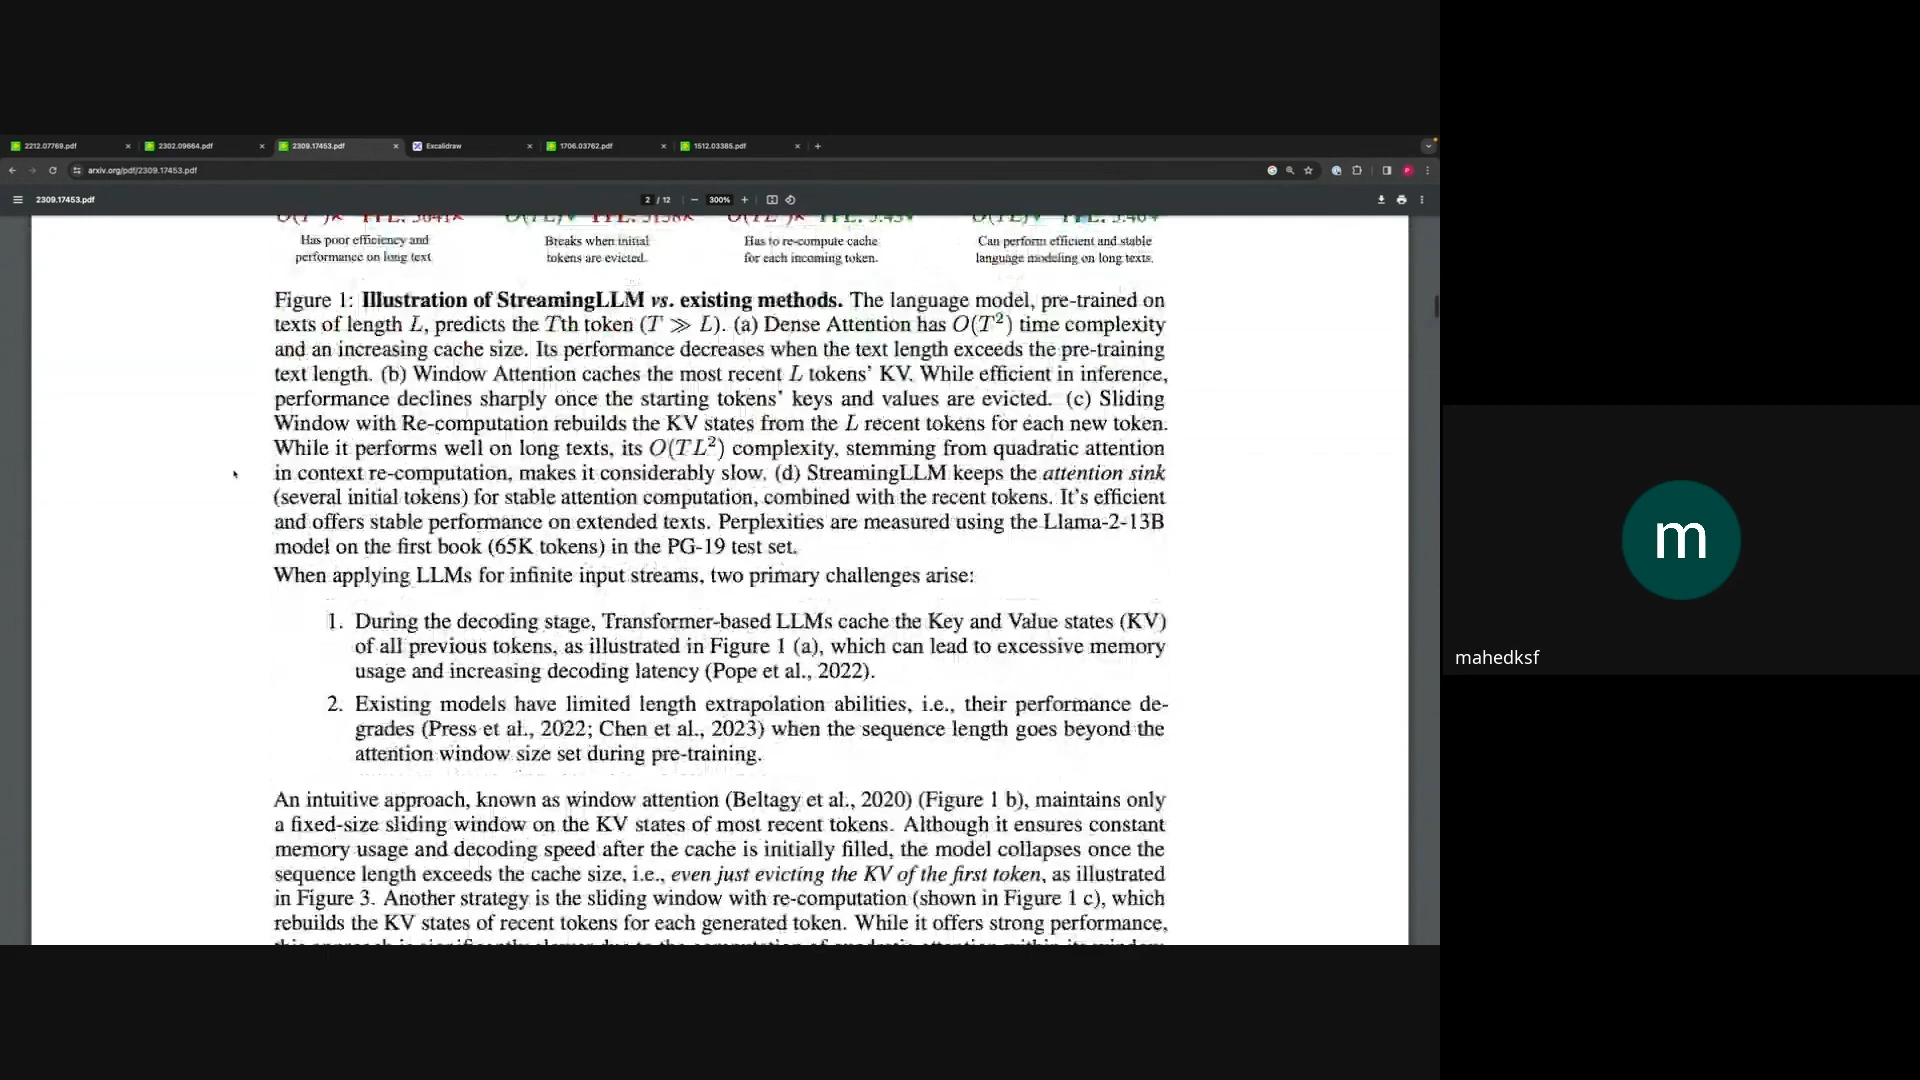 2212.07769.pdf
2302.09664.pdf
2309.17453.pdf
Excalidraw
1706.03762.pdf
1512.03385.pdf
arxiv.org/pdf/2309.17453.pdf
2309.17453.pdf
2 / 12
300%
Has poor efficiency and
performance on long text.
Breaks when initial
tokens are evicted.
Has to re-compute cache
for each incoming token.
Can perform efficient and stable
language modeling on long texts.
Figure 1: Illustration of StreamingLLM vs. existing methods. The language model, pre-trained on
texts of length L, predicts the Tth token (T ≫ L). (a) Dense Attention has O(T²) time complexity
and an increasing cache size. Its performance decreases when the text length exceeds the pre-training
text length. (b) Window Attention caches the most recent L tokens' KV. While efficient in inference,
performance declines sharply once the starting tokens' keys and values are evicted. (c) Sliding
Window with Re-computation rebuilds the KV states from the L recent tokens for each new token.
While it performs well on long texts, its O(TL²) complexity, stemming from quadratic attention
in context re-computation, makes it considerably slow. (d) StreamingLLM keeps the attention sink
(several initial tokens) for stable attention computation, combined with the recent tokens. It's efficient
and offers stable performance on extended texts. Perplexities are measured using the Llama-2-13B
model on the first book (65K tokens) in the PG-19 test set.
When applying LLMs for infinite input streams, two primary challenges arise:
1. During the decoding stage, Transformer-based LLMs cache the Key and Value states (KV)
of all previous tokens, as illustrated in Figure 1 (a), which can lead to excessive memory
usage and increasing decoding latency (Pope et al., 2022).
2. Existing models have limited length extrapolation abilities, i.e., their performance de-
grades (Press et al., 2022; Chen et al., 2023) when the sequence length goes beyond the
attention window size set during pre-training.
An intuitive approach, known as window attention (Beltagy et al., 2020) (Figure 1 b), maintains only
a fixed-size sliding window on the KV states of most recent tokens. Although it ensures constant
memory usage and decoding speed after the cache is initially filled, the model collapses once the
sequence length exceeds the cache size, i.e., even just evicting the KV of the first token, as illustrated
in Figure 3. Another strategy is the sliding window with re-computation (shown in Figure 1 c), which
rebuilds the KV states of recent tokens for each generated token. While it offers strong performance,
m
mahedksf